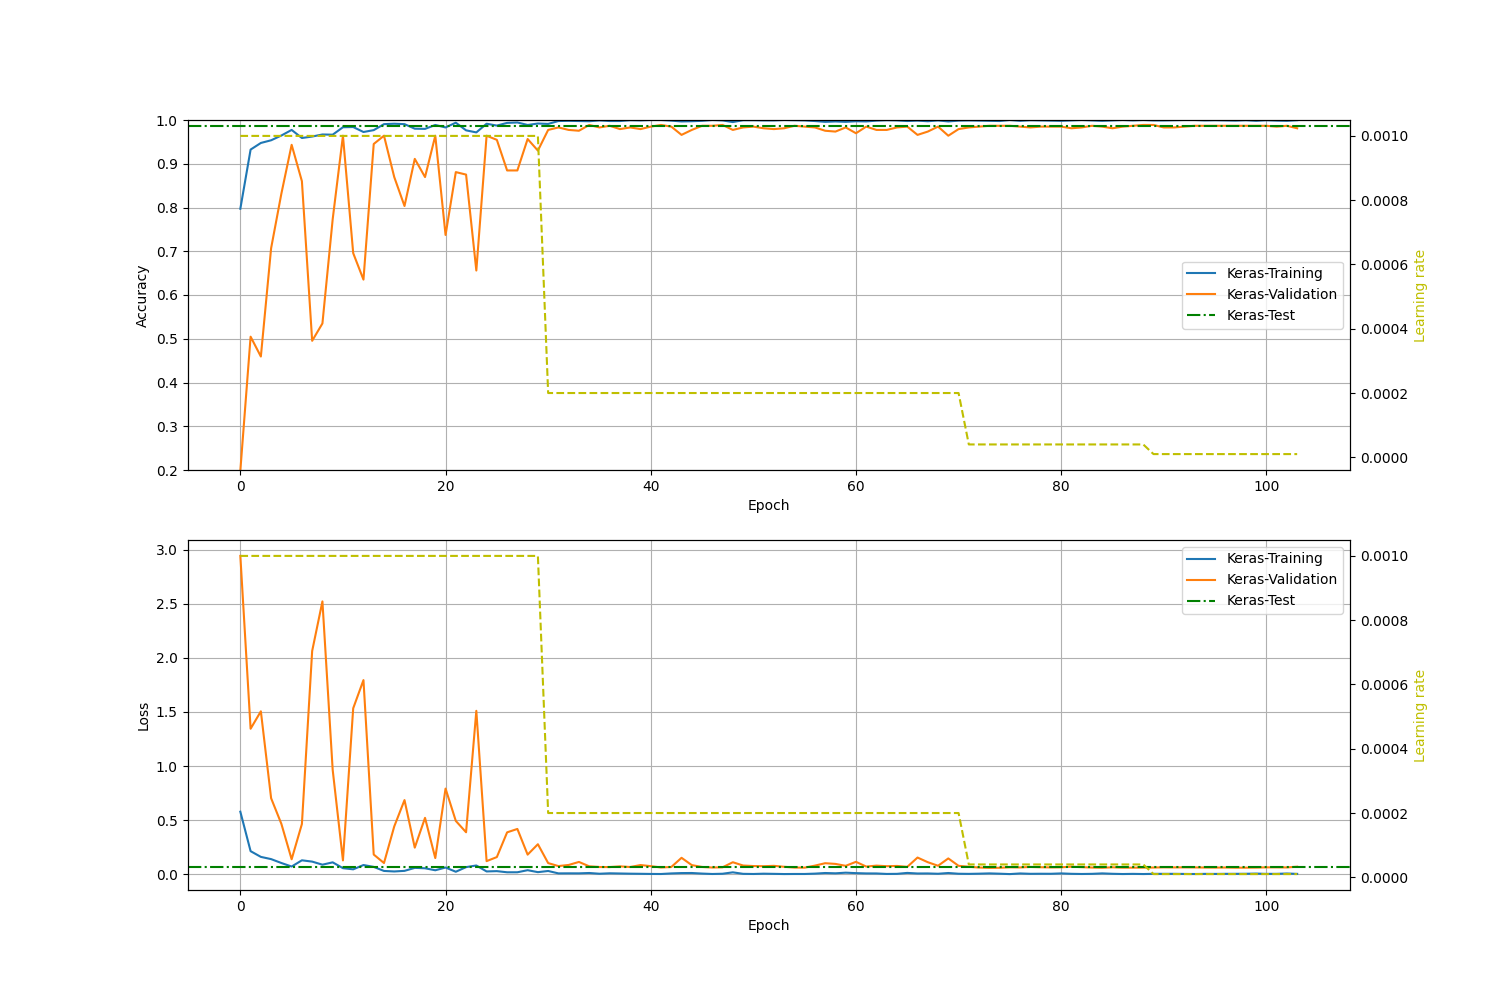 1.0
0.9
0.8
0.7
0.6
0.5
0.4
0.3
0.2
Accuracy
0 20 40 60 80 100
Epoch
0.0010
0.0008
0.0006
0.0004
0.0002
0.0000
Learning rate
Keras-Training
Keras-Validation
Keras-Test
3.0
2.5
2.0
1.5
1.0
0.5
0.0
Loss
0 20 40 60 80 100
Epoch
0.0010
0.0008
0.0006
0.0004
0.0002
0.0000
Learning rate
Keras-Training
Keras-Validation
Keras-Test